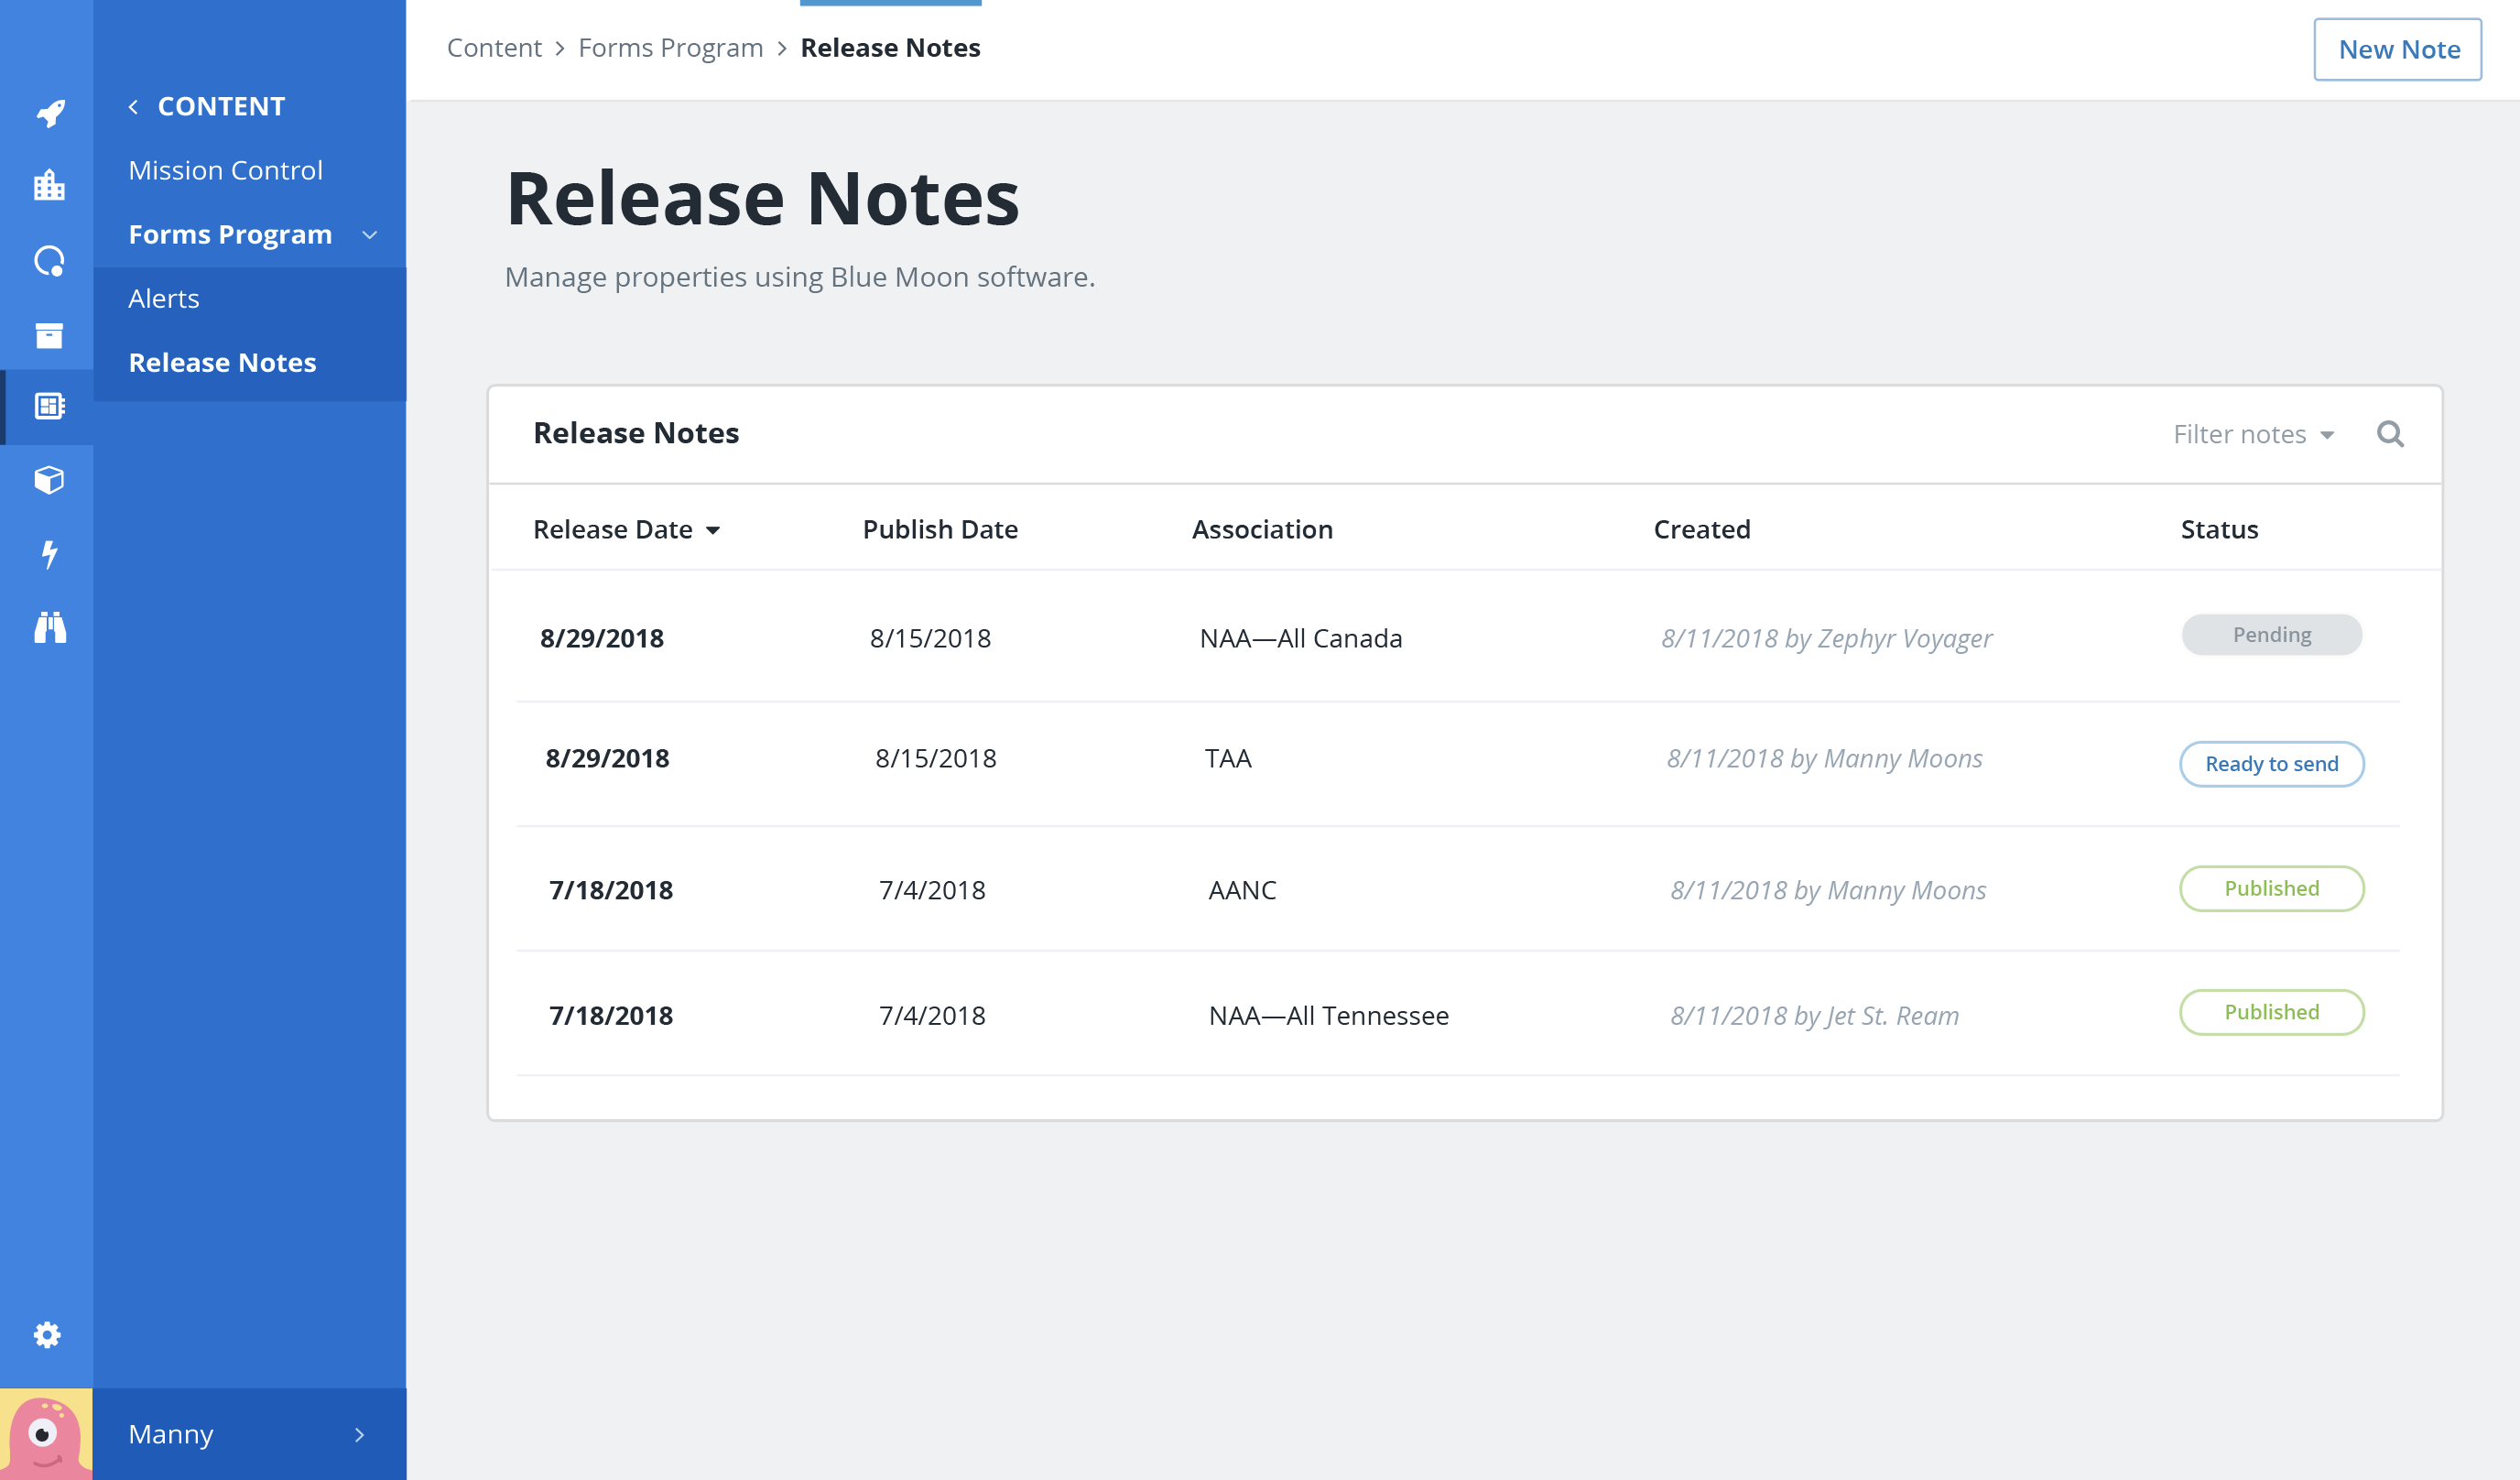 Content > Forms Program > Release Notes
New Note
CONTENT
Mission Control
Forms Program
Alerts
Release Notes
Manny
Release Notes
Manage properties using Blue Moon software.
Release Notes
Filter notes
Release Date Publish Date Association Created Status
8/29/2018 8/15/2018 NAA—All Canada 8/11/2018 by Zephyr Voyager Pending
8/29/2018 8/15/2018 TAA 8/11/2018 by Manny Moons Ready to send
7/18/2018 7/4/2018 AANC 8/11/2018 by Manny Moons Published
7/18/2018 7/4/2018 NAA—All Tennessee 8/11/2018 by Jet St. Ream Published